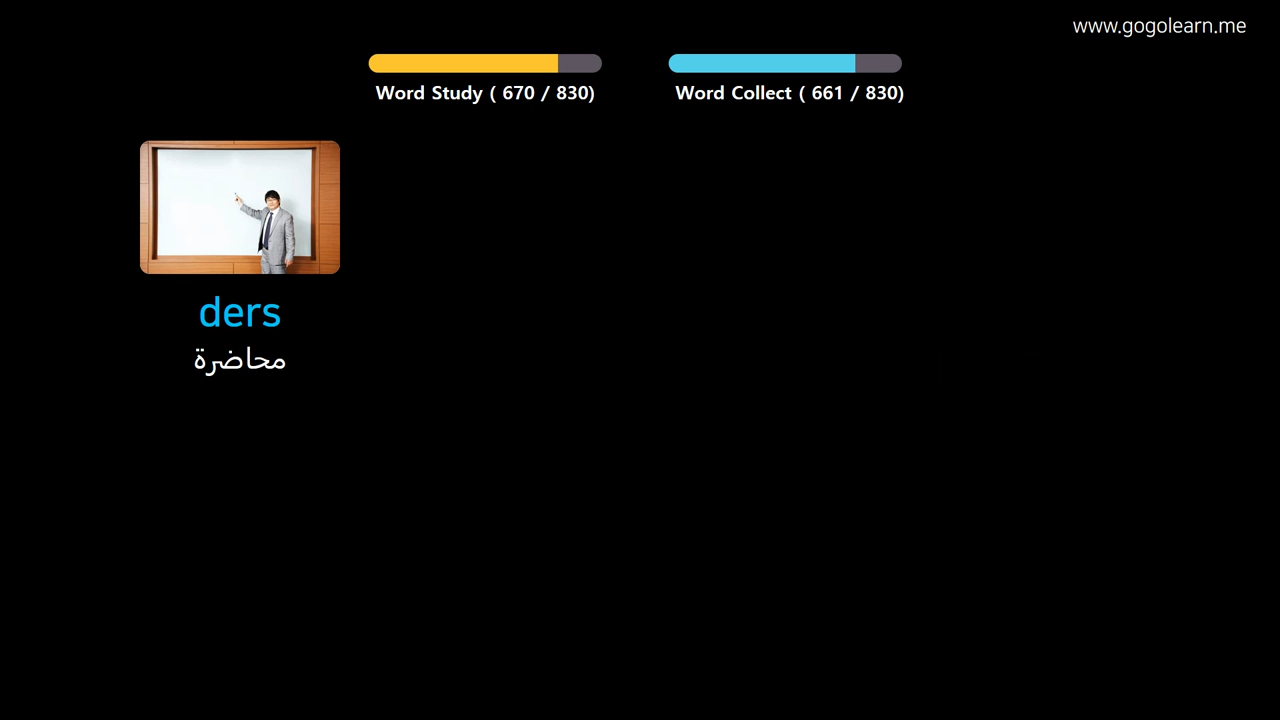 www.gogolearn.me
Word Study ( 670 / 830)
Word Collect ( 661 / 830)
ders
محاضرة